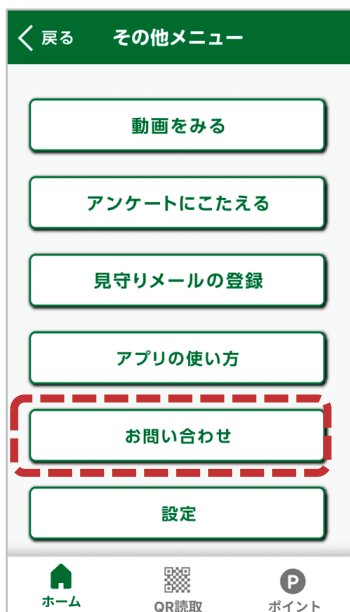 戻る その他メニュー
動画をみる
アンケートにこたえる
見守りメールの登録
アプリの使い方
お問い合わせ
設定
P
ホーム QR読取 ポイント